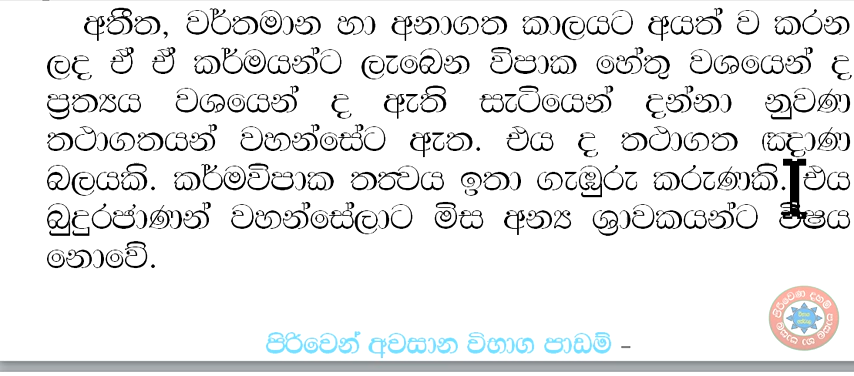 අතීත, වර්තමාන හා අනාගත කාලයට අයත් ව කරන
ලද ඒ ඒ කර්මයන්ට ලැබෙන විපාක හේතු වශයෙන් ද
ප්‍රත්‍යය වශයෙන් ද ඇති සැටියෙන් දන්නා නුවණ
තථාගතයන් වහන්සේට ඇත. එය ද තථාගත ඤාණ
බලයකි. කර්මවිපාක තත්වය ඉතා ගැඹුරු කරුණකි. එය
බුදුරජාණන් වහන්සේලාට මිස අන්‍ය ශ්‍රාවකයන්ට විෂය
නොවේ.
පිරිවෙන් අවසාන විභාග පාඩම් -